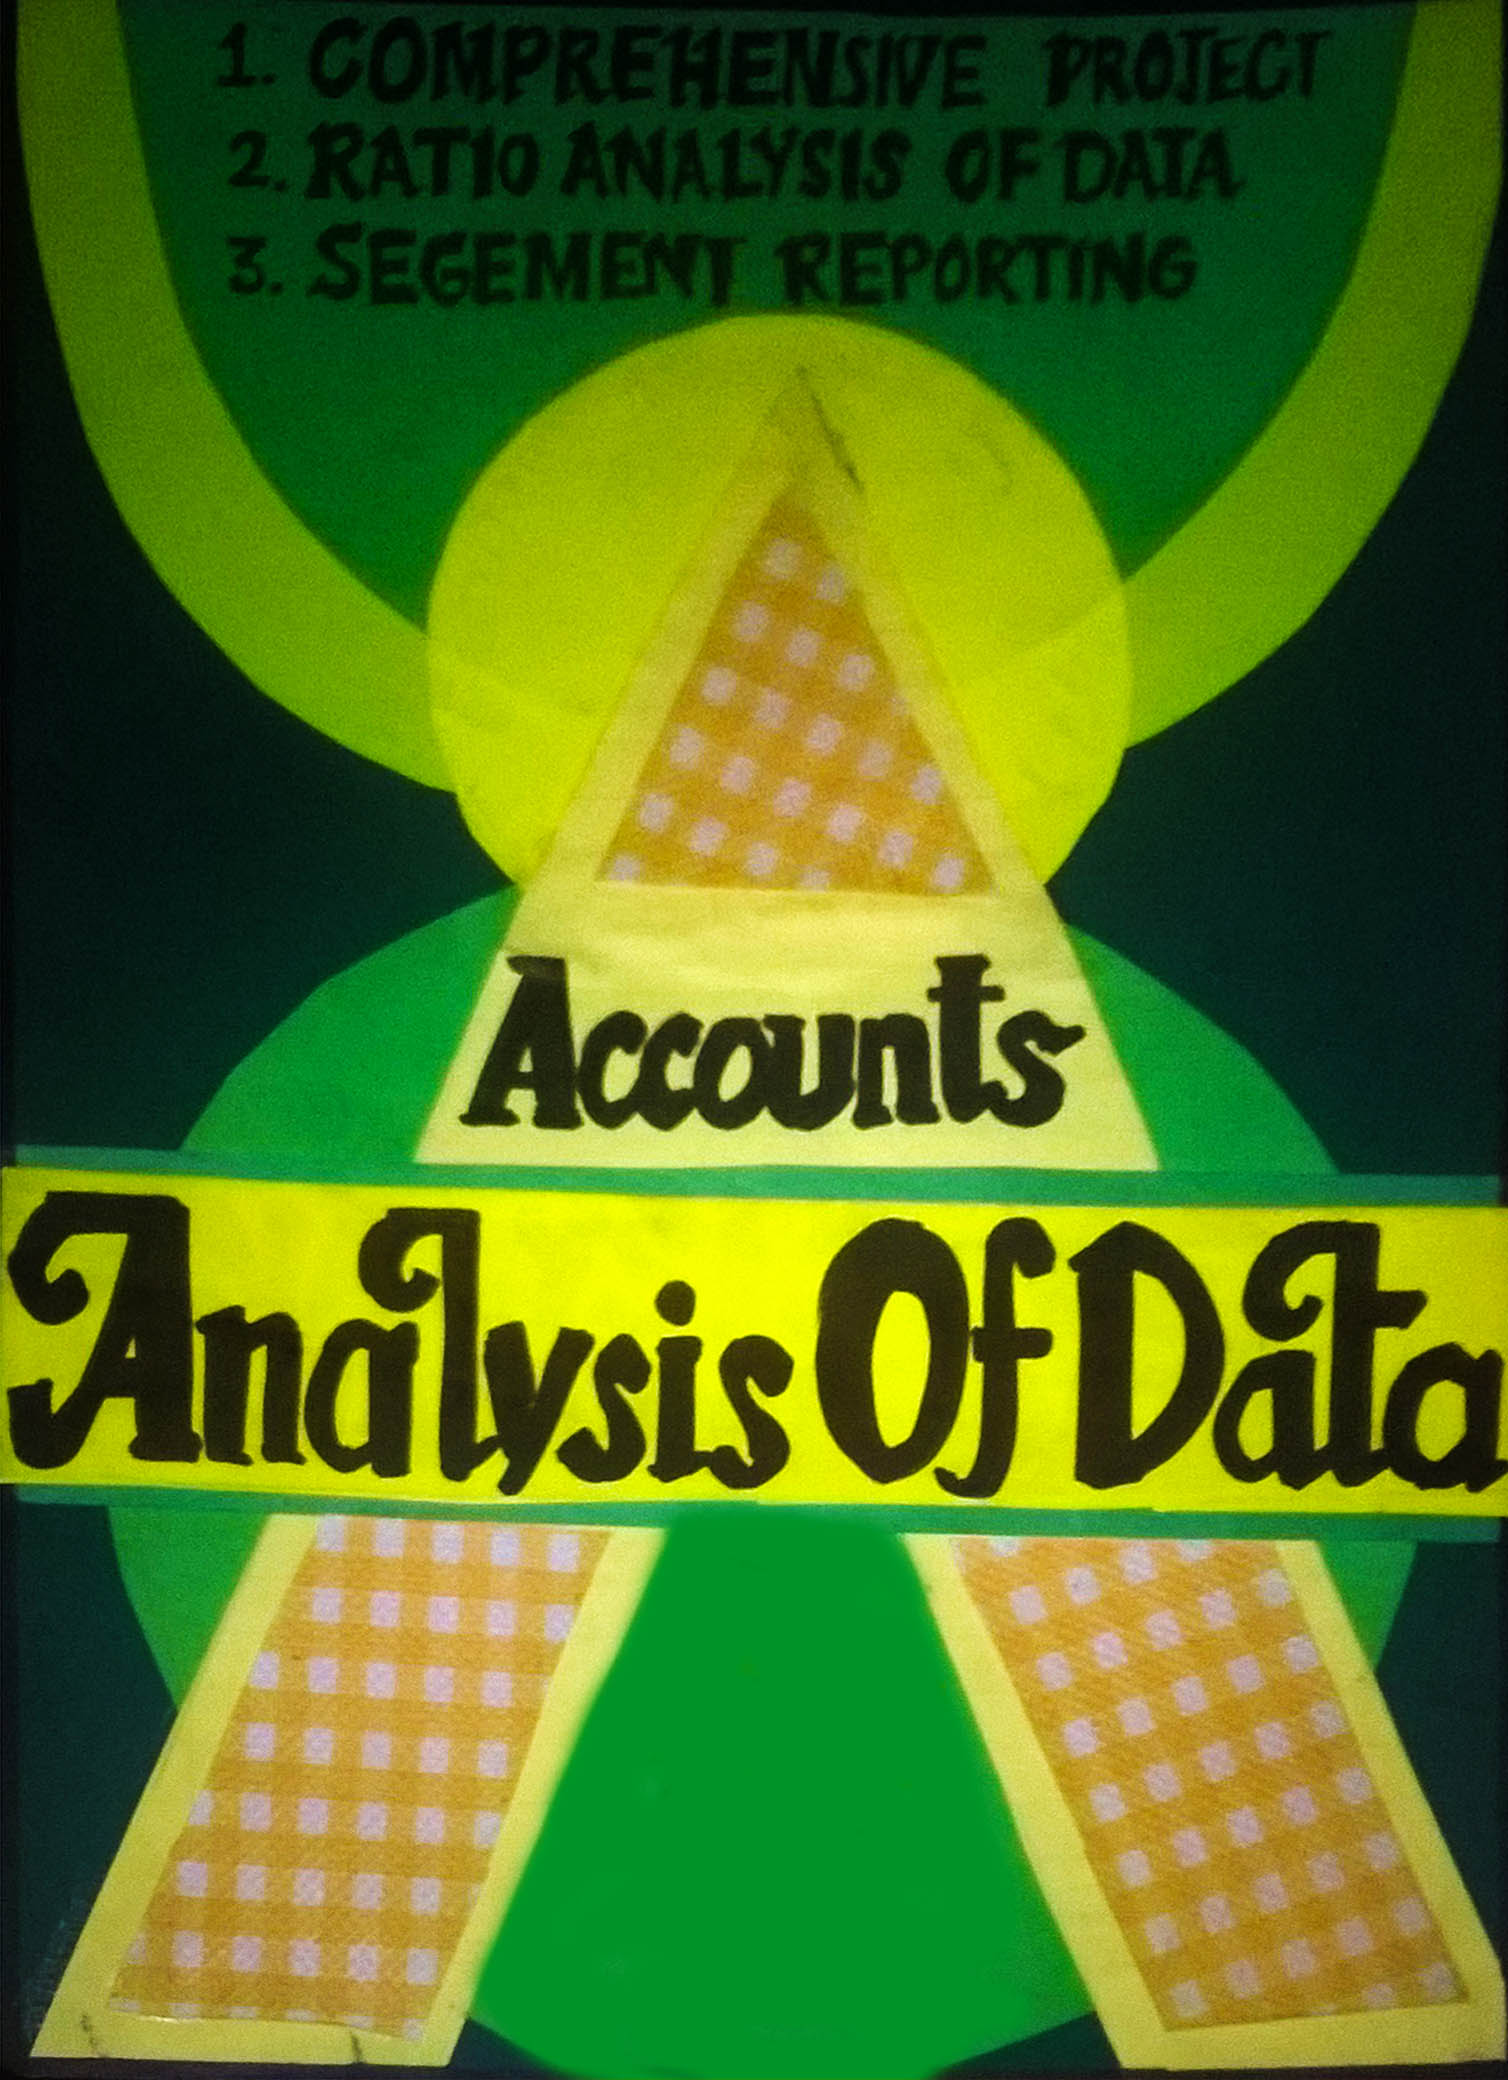 1. COMPREHENSIVE PROJECT
2. RATIO ANALYSIS OF DATA
3. SEGEMENT REPORTING
Accounts
Analysis Of Data